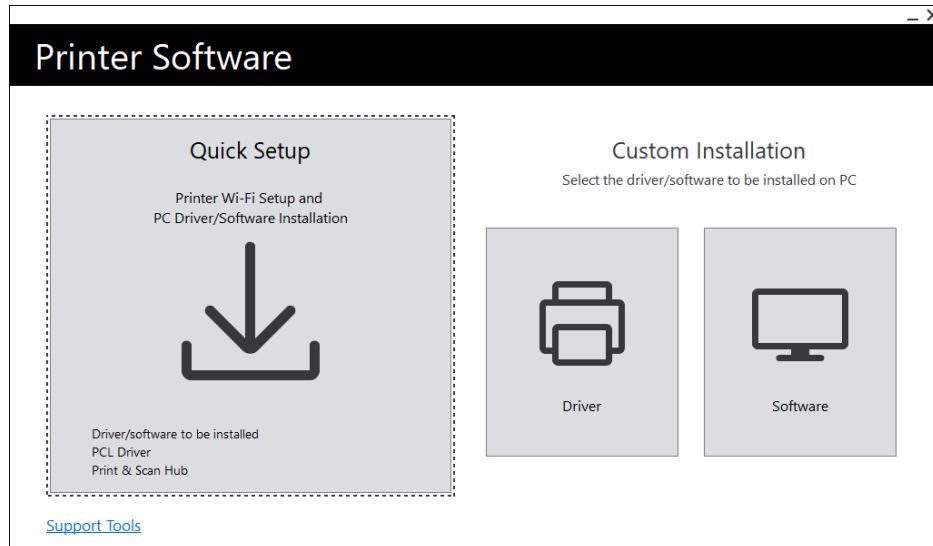 Printer Software
Quick Setup
Printer Wi-Fi Setup and
PC Driver/Software Installation
Driver/software to be installed
PCL Driver
Print & Scan Hub
Custom Installation
Select the driver/software to be installed on PC
Driver
Software
Support Tools